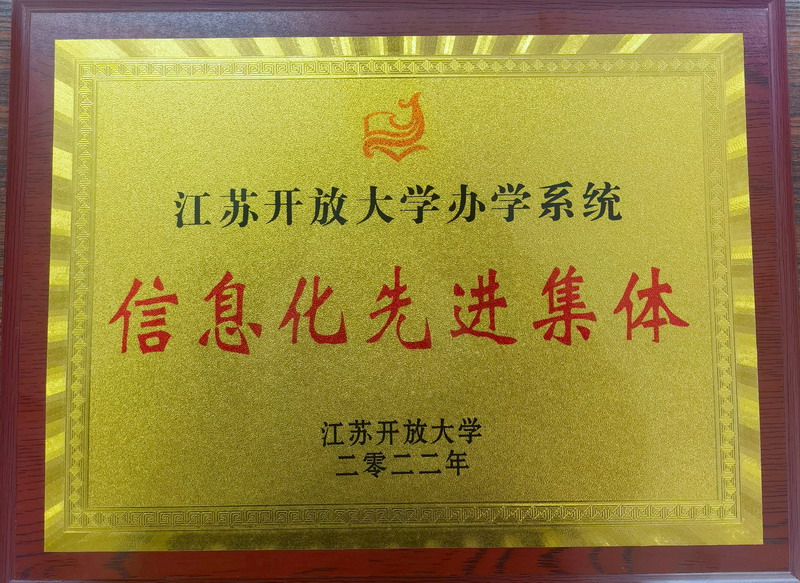 江苏开放大学办学系统
信息化先进集体
江苏开放大学
二零二二年